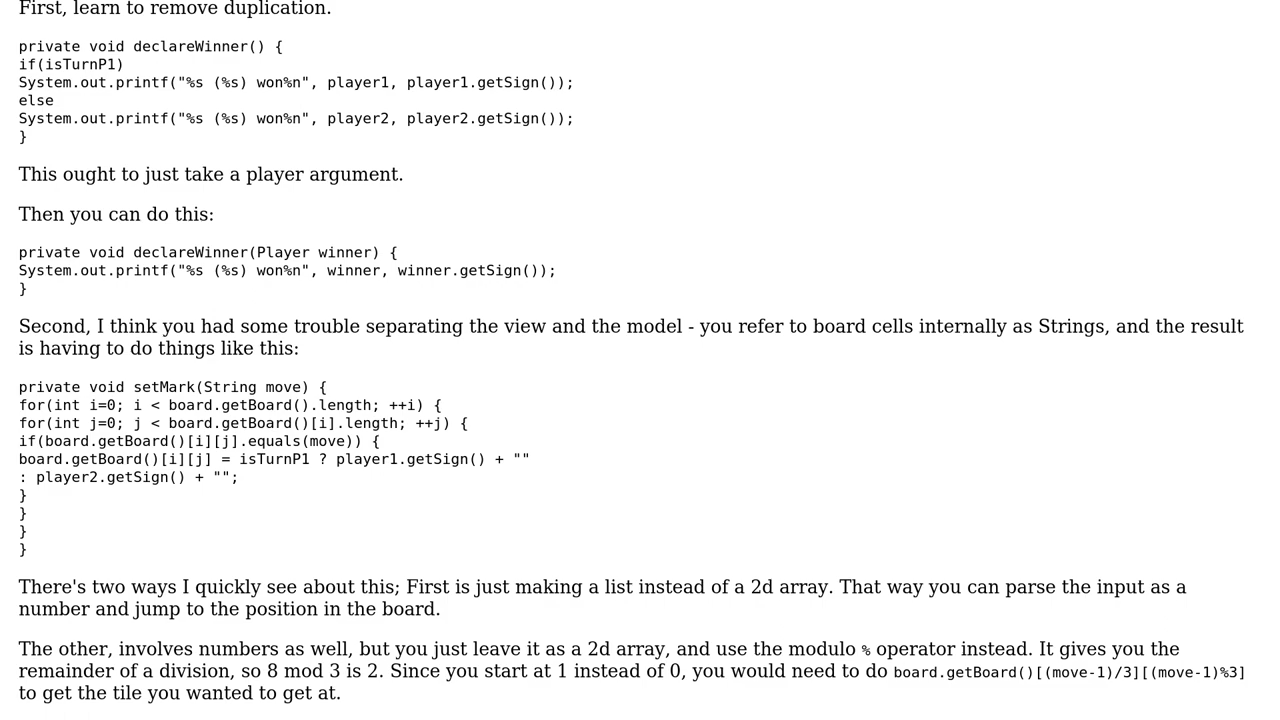 First, learn to remove duplication.
private void declareWinner() {
if(isTurnP1)
System.out.printf("%s (%s) won%n", player1, player1.getSign());
else
System.out.printf("%s (%s) won%n", player2, player2.getSign());
}
This ought to just take a player argument.
Then you can do this:
private void declareWinner(Player winner) {
System.out.printf("%s (%s) won%n", winner, winner.getSign());
}
Second, I think you had some trouble separating the view and the model - you refer to board cells internally as Strings, and the result
is having to do things like this:
private void setMark(String move) {
for(int i=0; i < board.getBoard().length; ++i) {
for(int j=0; j < board.getBoard()[i].length; ++j) {
if(board.getBoard()[i][j].equals(move)) {
board.getBoard()[i][j] = isTurnP1 ? player1.getSign() + ""
: player2.getSign() + "";
}
}
}
}
There's two ways I quickly see about this; First is just making a list instead of a 2d array. That way you can parse the input as a
number and jump to the position in the board.
The other, involves numbers as well, but you just leave it as a 2d array, and use the modulo % operator instead. It gives you the
remainder of a division, so 8 mod 3 is 2. Since you start at 1 instead of 0, you would need to do board.getBoard()[(move-1)/3][(move-1)%3]
to get the tile you wanted to get at.